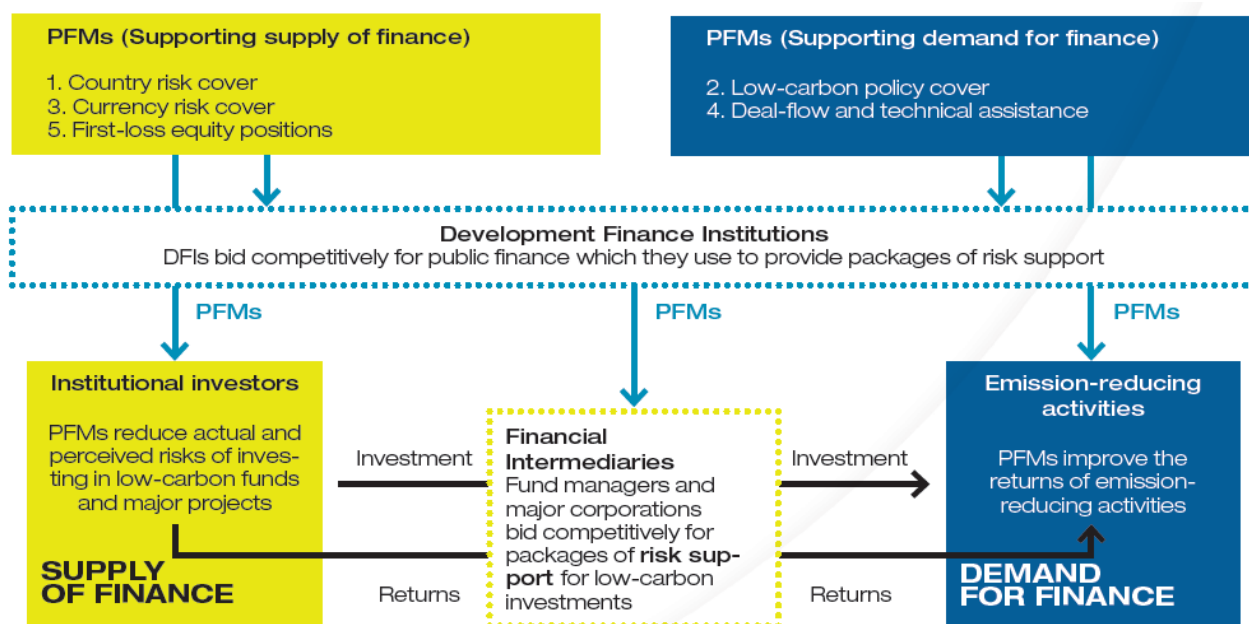 PFMs (Supporting supply of finance)
1. Country risk cover
3. Currency risk cover
5. First-loss equity positions
PFMs (Supporting demand for finance)
2. Low-carbon policy cover
4. Deal-flow and technical assistance
Development Finance Institutions
DFIs bid competitively for public finance which they use to provide packages of risk support
PFMs
PFMs
PFMs
Institutional investors
PFMs reduce actual and
perceived risks of inves-
ting in low-carbon funds
and major projects
SUPPLY
OF FINANCE
Investment
Returns
Financial
Intermediaries
Fund managers and
major corporations
bid competitively for
packages of risk sup-
port for low-carbon
investments
Investment
Returns
Emission-reducing
activities
PFMs improve the
returns of emission-
reducing activities
DEMAND
FOR FINANCE